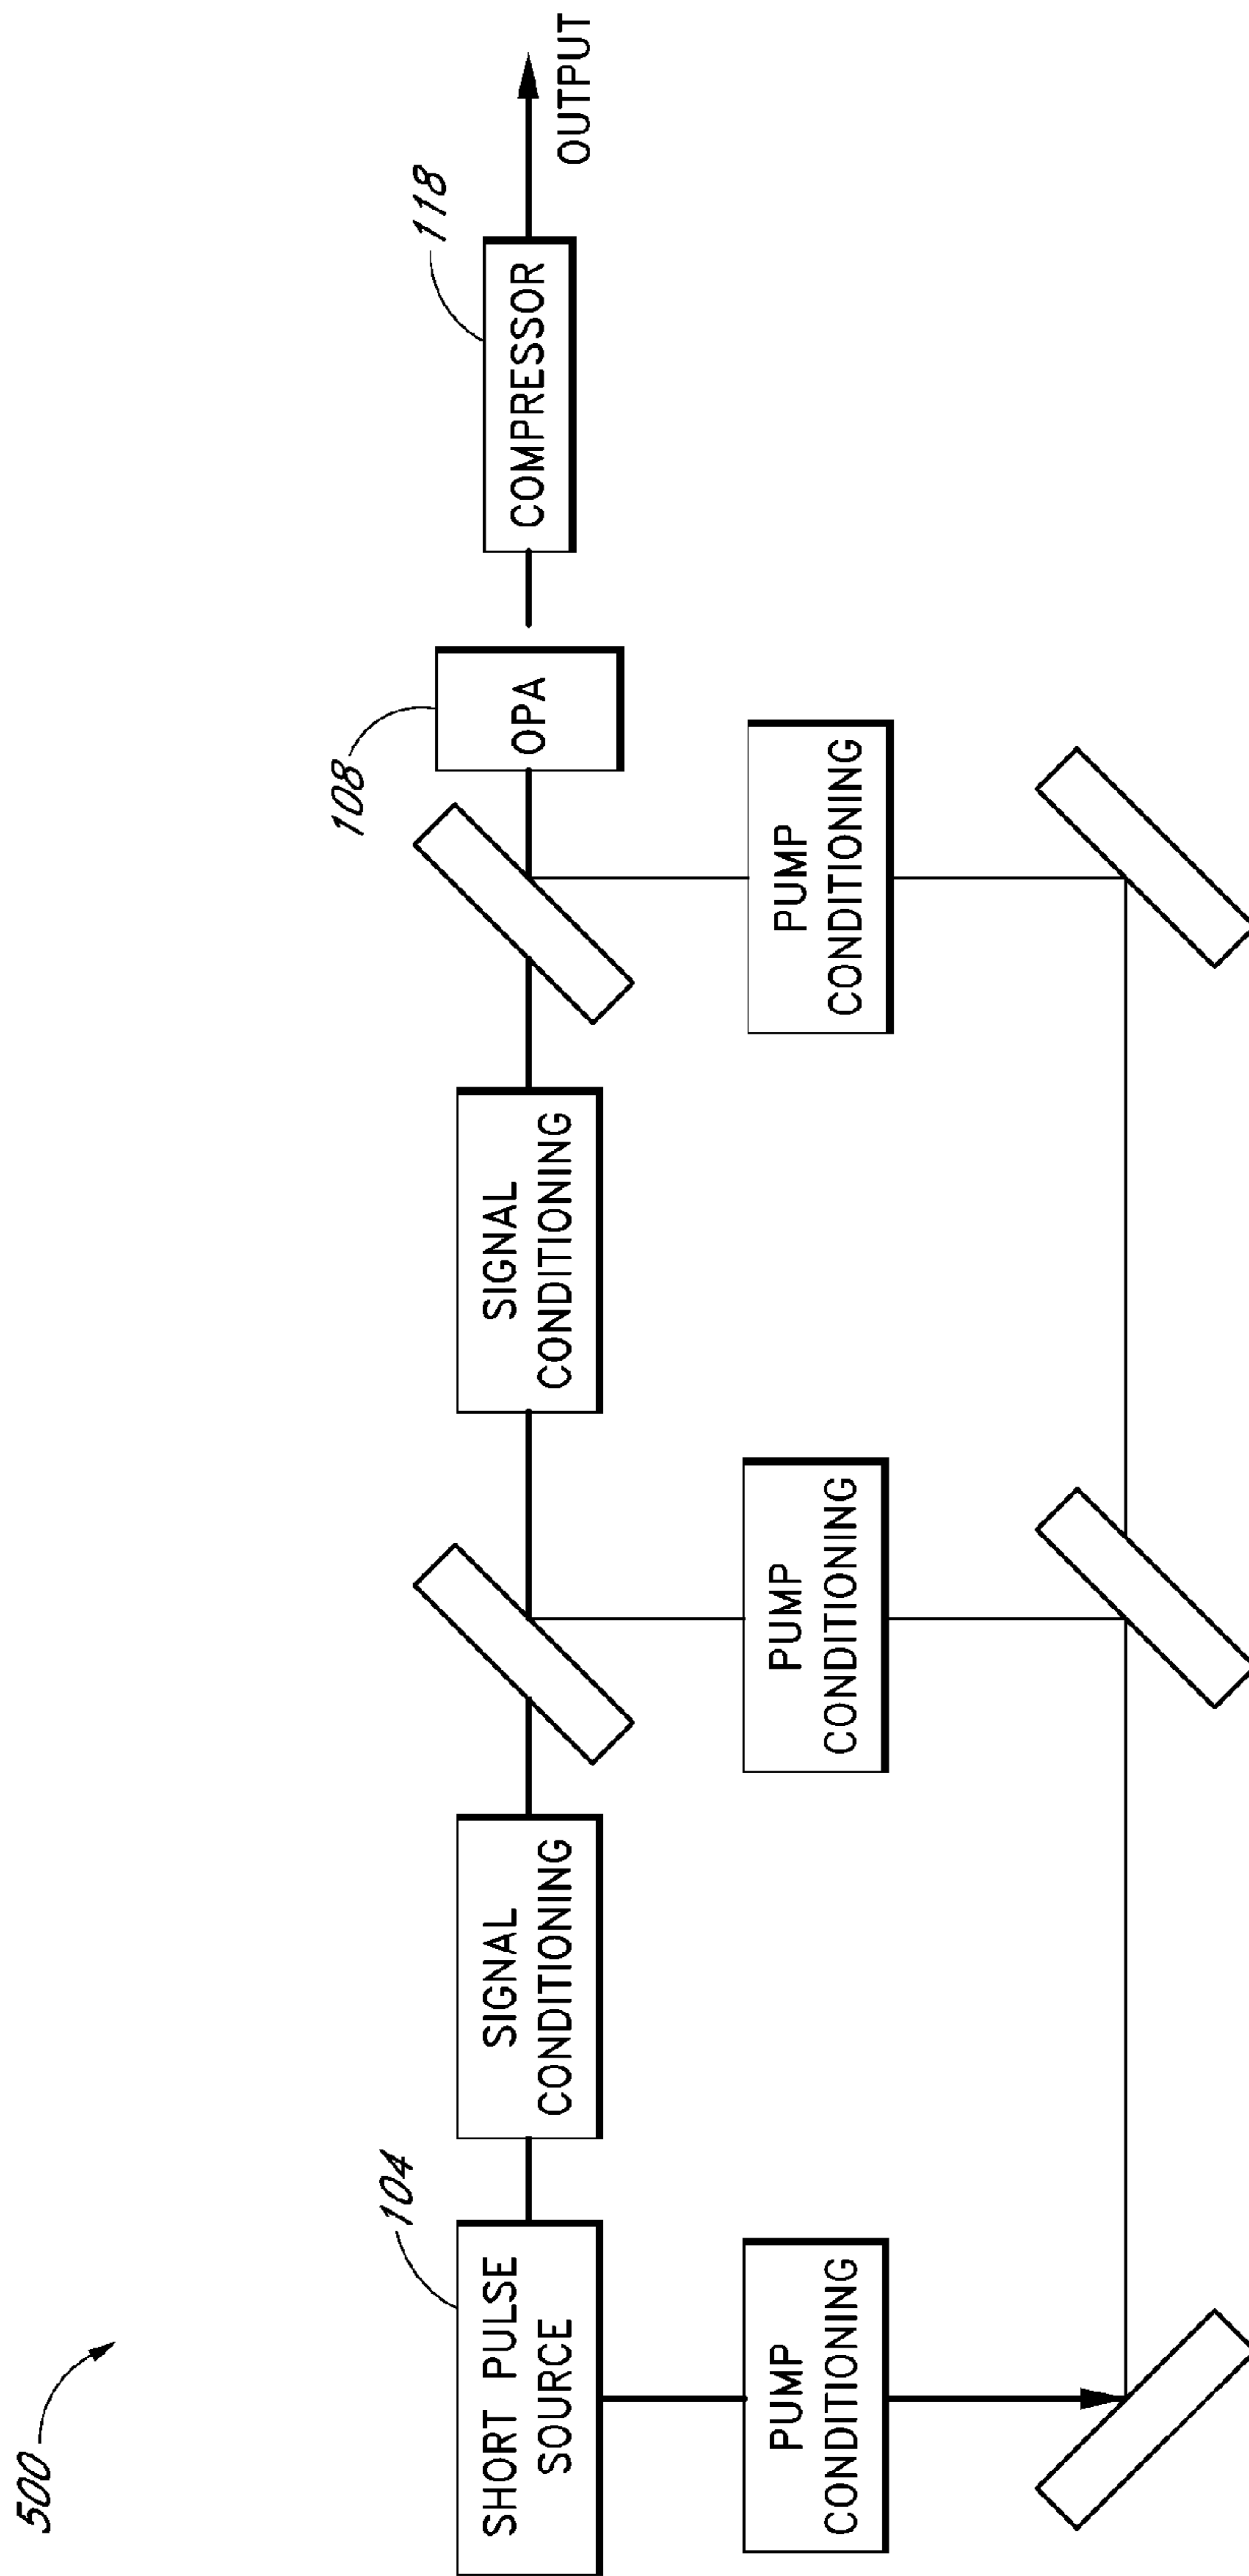 500
104
SHORT PULSE
SOURCE
SIGNAL
CONDITIONING
SIGNAL
CONDITIONING
108
OPA
118
COMPRESSOR
OUTPUT
PUMP
CONDITIONING
PUMP
CONDITIONING
PUMP
CONDITIONING